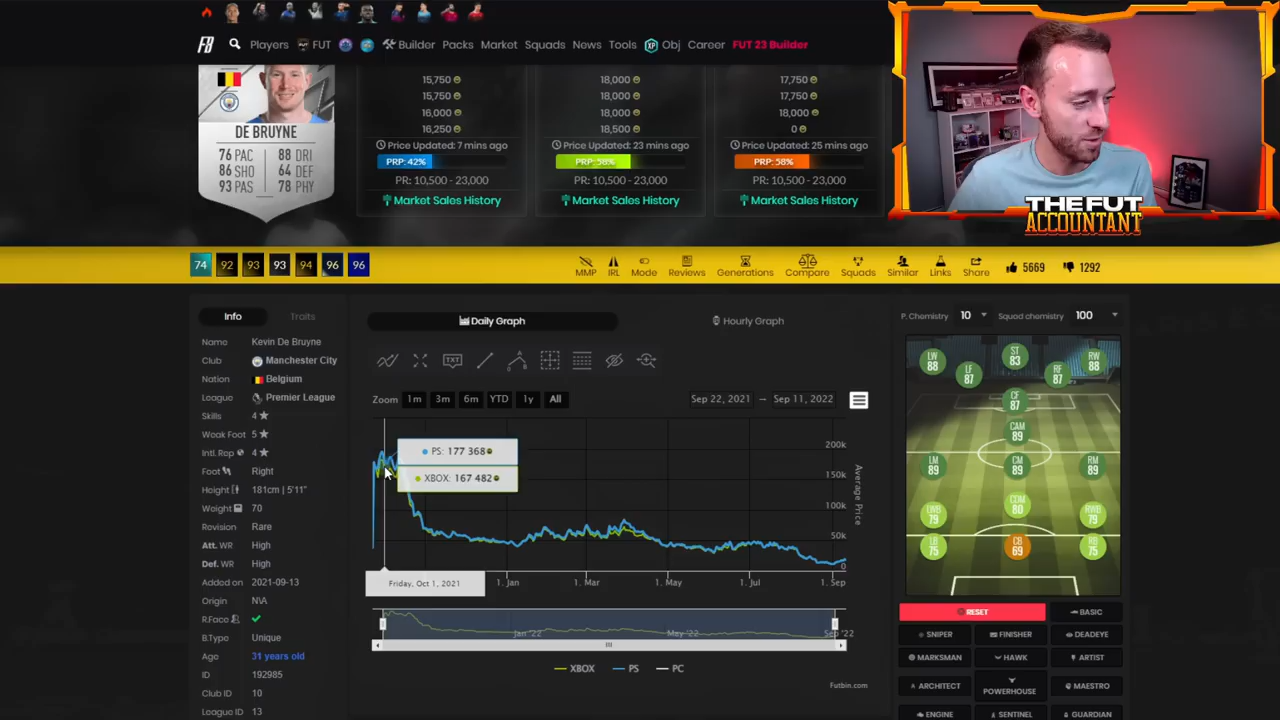 F8 Players FUT Builder Packs Market Squads News Tools XP Obj Career FUT 23 Builder
DE BRUYNE
76 PAC 88 DRI
86 SHO 64 DEF
93 PAS 78 PHY
15,750
15,750
16,000
16,250
Price Updated: 7 mins ago
PRP: 42%
PR: 10,500 - 23,000
Market Sales History
18,000
18,000
18,000
18,500
Price Updated: 23 mins ago
PRP: 58%
PR: 10,500 - 23,000
Market Sales History
17,750
17,750
18,000
0
Price Updated: 25 mins ago
PRP: 58%
PR: 10,500 - 23,000
Market Sales History
THE FUT
ACCOUNTANT
74 92 93 93 94 96 96
MMP IRL Mode Reviews Generations Compare Squads Similar Links Share 5669 1292
Info Traits
Name Kevin De Bruyne
Club Manchester City
Nation Belgium
League Premier League
Skills 4
Weak Foot 5
Intl. Rep 4
Foot Right
Height 181cm | 5'11"
Weight 70
Revision Rare
Att. WR High
Def. WR High
Added on 2021-09-13
Origin N\A
R.Face
B.Type Unique
Age 31 years old
ID 192985
Club ID 10
League ID 13
Daily Graph Hourly Graph
TXT
Zoom 1m 3m 6m YTD 1y All Sep 22, 2021 → Sep 11, 2022
PS: 177 368
XBOX: 167 482
200k
150k
100k
50k
0
Average Price
Friday, Oct 1, 2021
1. Jan 1. Mar 1. May 1. Jul 1. Sep
Jan '22 May '22 Sep '22
XBOX PS PC
Futbin.com
P. Chemistry 10 Squad chemistry 100
LW 88
ST 83
RW 88
LF 87
RF 87
CF 87
CAM 89
LM 89
CM 89
RM 89
LWB 79
CDM 80
RWB 79
LB 75
CB 69
RB 75
RESET BASIC
SNIPER FINISHER DEADEYE
MARKSMAN HAWK ARTIST
ARCHITECT POWERHOUSE MAESTRO
ENGINE SENTINEL GUARDIAN